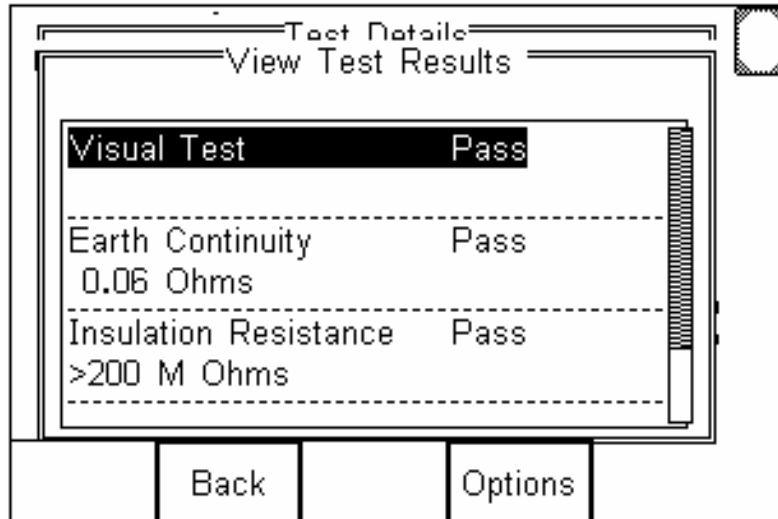 Test Details
View Test Results
Visual Test Pass
Earth Continuity Pass
0.06 Ohms
Insulation Resistance Pass
>200 M Ohms
Back Options